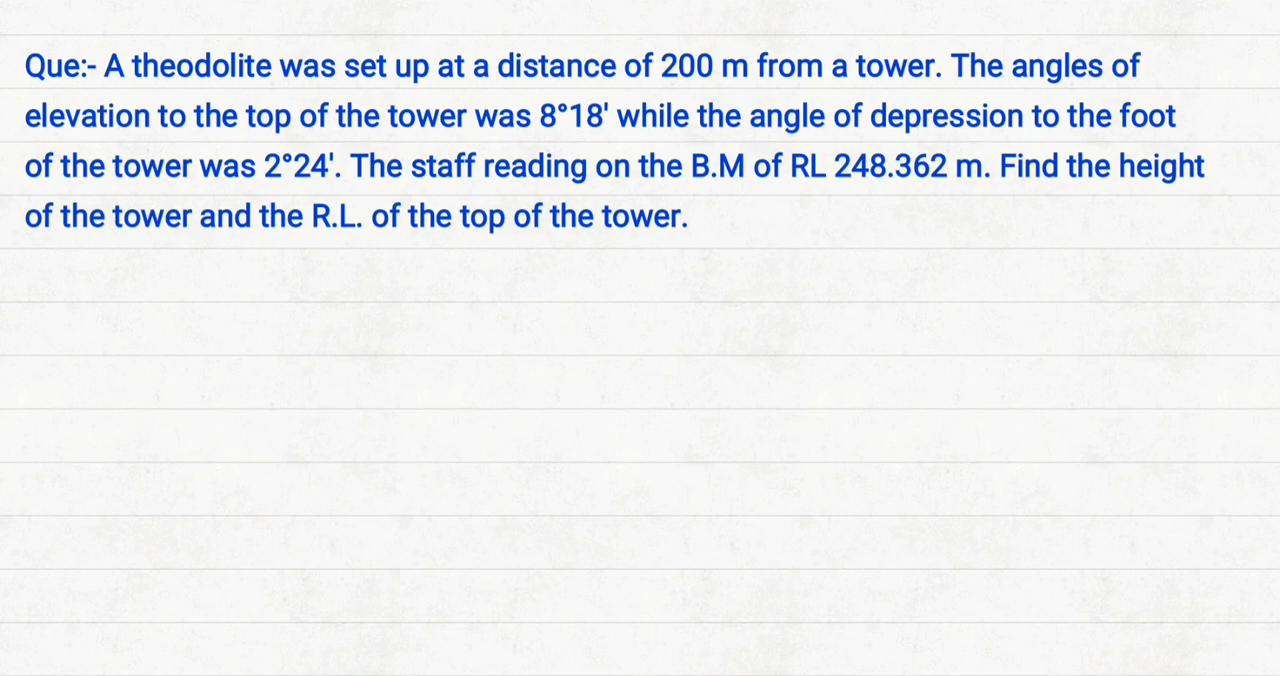 Que:- A theodolite was set up at a distance of 200 m from a tower. The angles of
elevation to the top of the tower was 8°18' while the angle of depression to the foot
of the tower was 2°24'. The staff reading on the B.M of RL 248.362 m. Find the height
of the tower and the R.L. of the top of the tower.